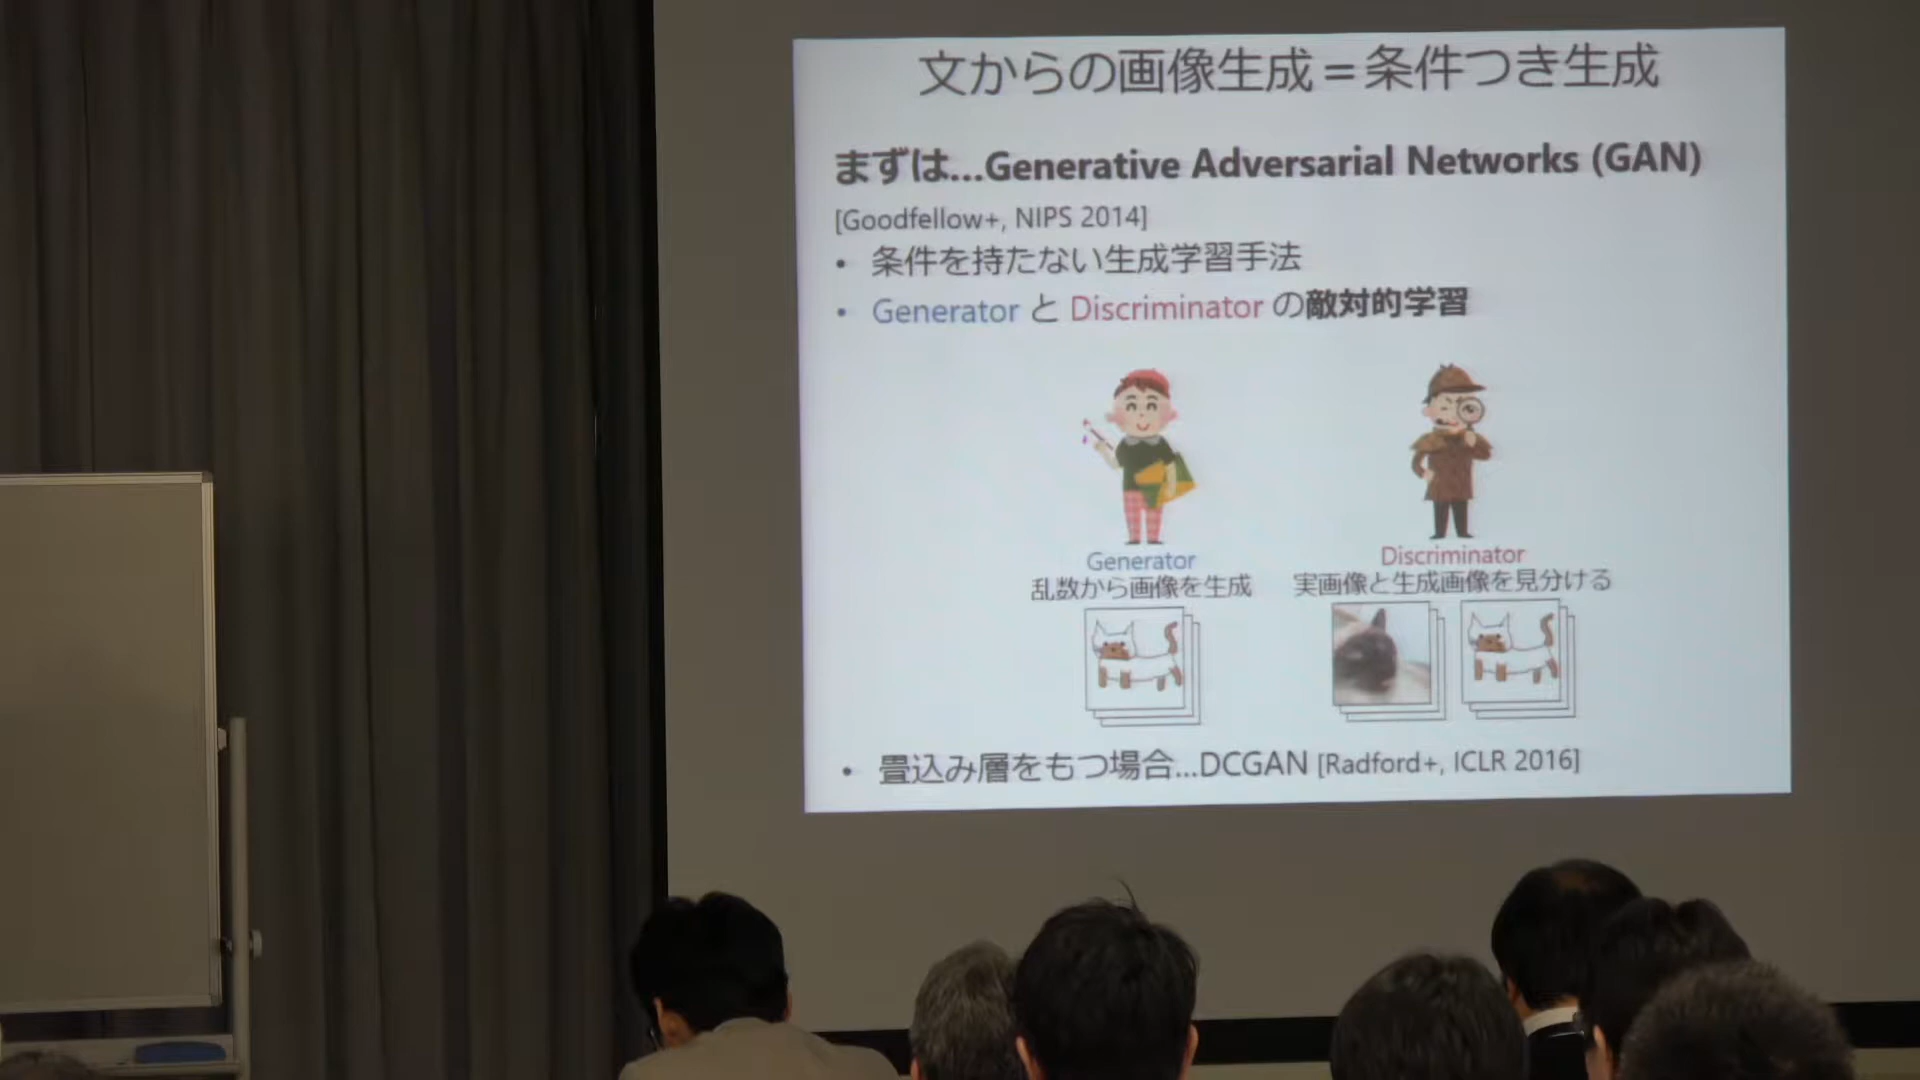 文からの画像生成＝条件つき生成
まずは…Generative Adversarial Networks (GAN)
[Goodfellow+, NIPS 2014]
• 条件を持たない生成学習手法
• Generator と Discriminator の敵対的学習
Generator
乱数から画像を生成
Discriminator
実画像と生成画像を見分ける
• 畳込み層をもつ場合…DCGAN [Radford+, ICLR 2016]